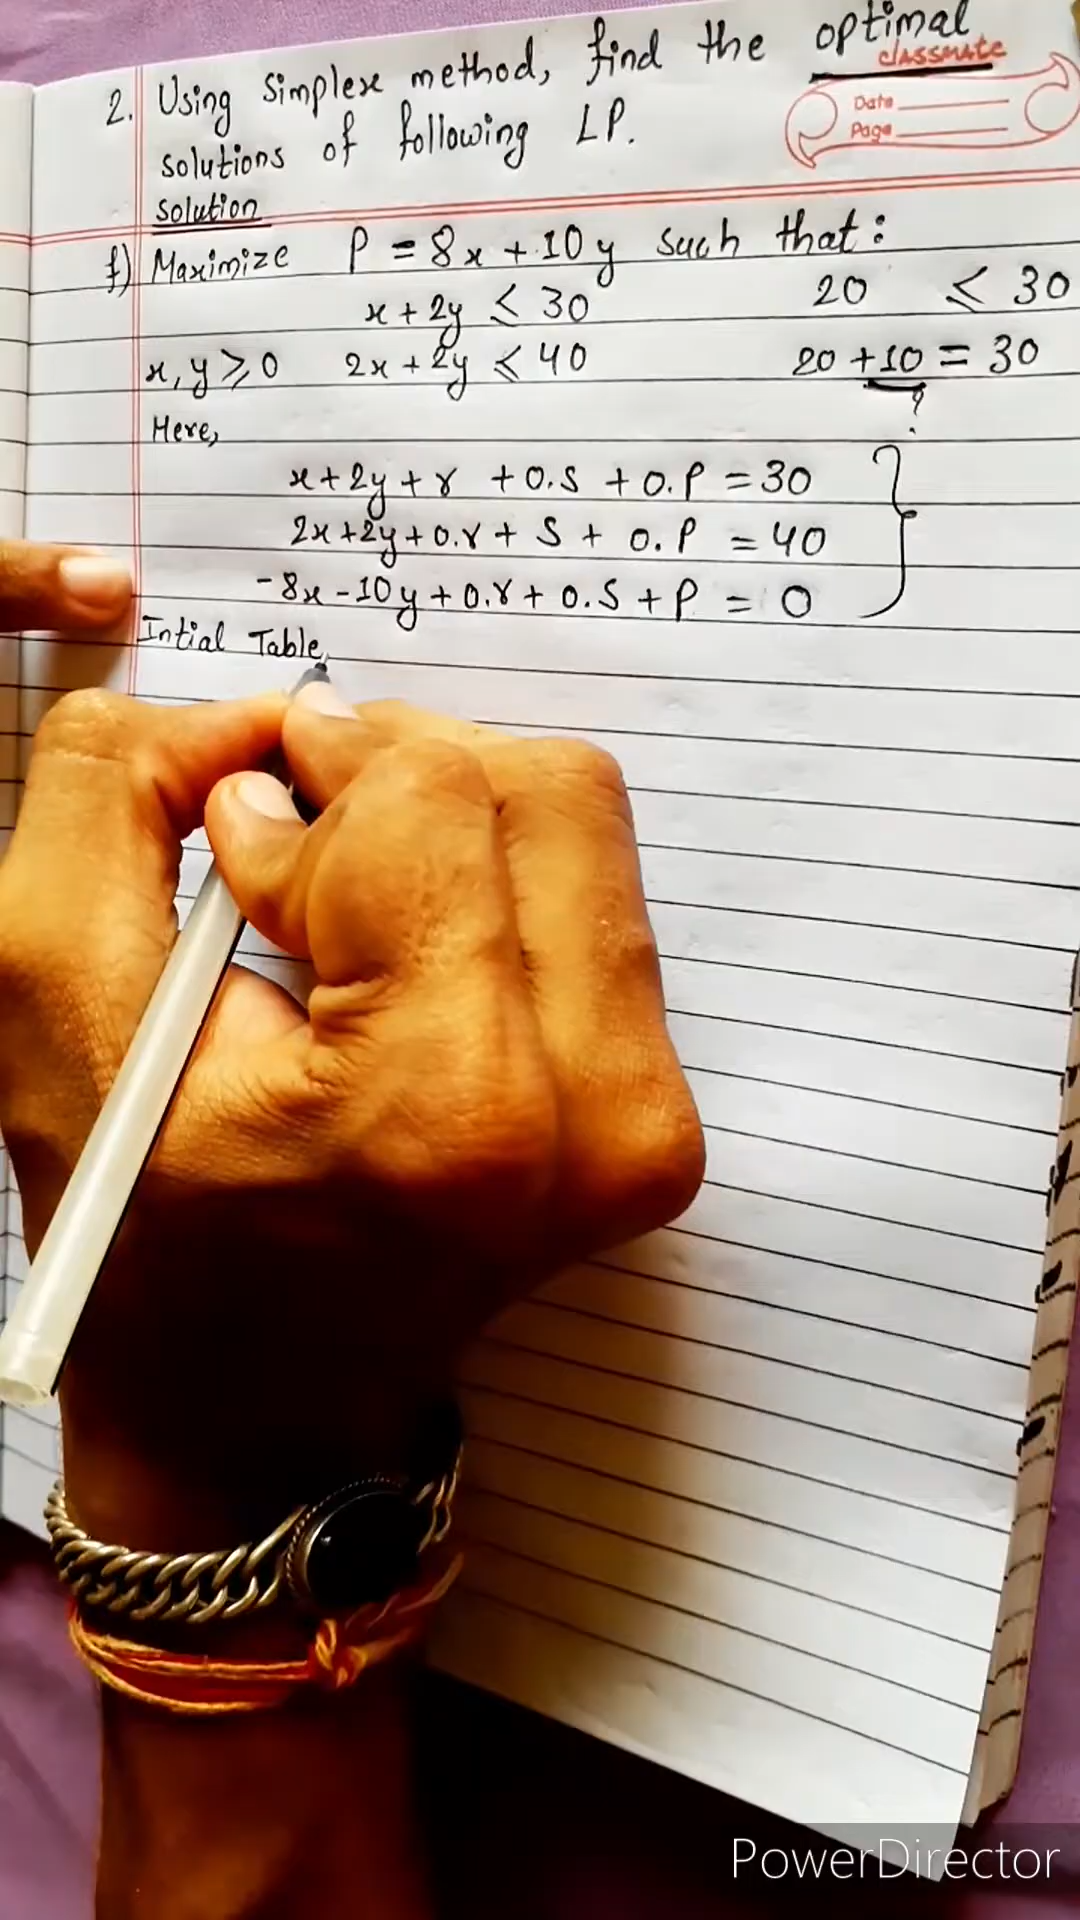 2. Using Simplex method, find the optimal
classmate
Date
Page
solutions of following LP.
solution
f) Maximize P = 8x + 10y such that:
x + 2y ≤ 30 20 ≤ 30
x, y ≥ 0 2x + 2y ≤ 40 20 + 10 = 30
?
Here,
x + 2y + r + 0.S + 0.P = 30
2x + 2y + 0.r + S + 0.P = 40
-8x - 10y + 0.r + 0.S + P = 0
Intial Table,
PowerDirector